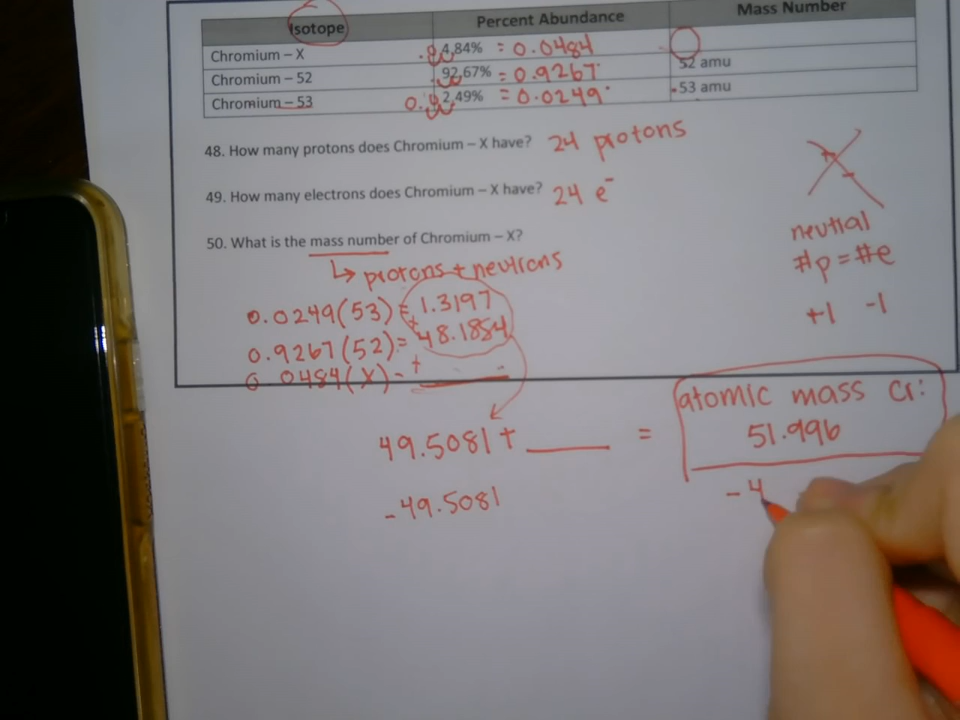 Isotope Percent Abundance Mass Number
Chromium – X 4.84% = 0.0484
Chromium – 52 92.67% = 0.9267 52 amu
Chromium – 53 0. 2.49% = 0.0249 53 amu
48. How many protons does Chromium – X have? 24 protons
49. How many electrons does Chromium – X have? 24 e⁻
neutral
#p = #e
+1 -1
50. What is the mass number of Chromium – X?
↳ protons + neutrons
0.0249(53) = 1.3197
0.9267(52) = + 48.1854
0.0484(X) - +
49.5081 + ______ = atomic mass Cr:
51.996
- 49.5081 - 4